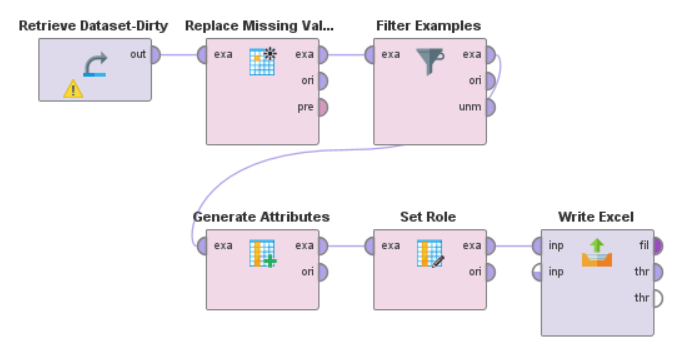 Retrieve Dataset-Dirty
Replace Missing Val...
Filter Examples
out
exa
exa
exa
exa
ori
ori
pre
unm
Generate Attributes
Set Role
Write Excel
exa
exa
exa
exa
inp
fil
ori
ori
inp
thr
thr